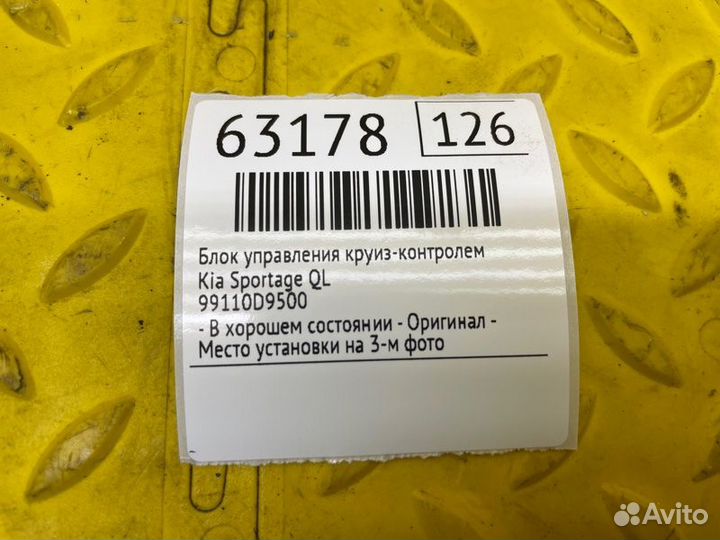 63178 126
Блок управления круиз-контролем
Kia Sportage QL
99110D9500
- В хорошем состоянии - Оригинал -
Место установки на 3-м фото
Avito